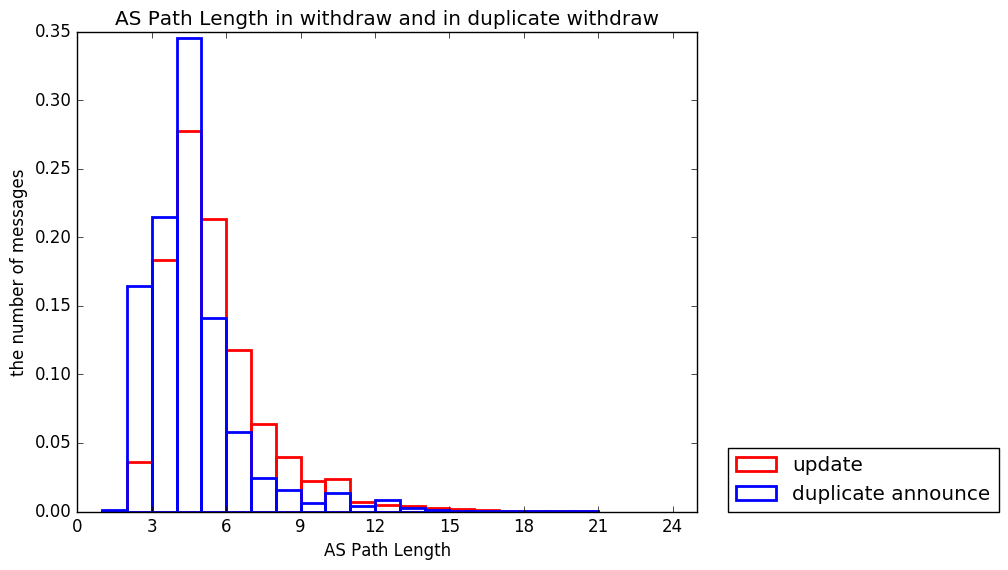 AS Path Length in withdraw and in duplicate withdraw
0.35
0.30
0.25
0.20
0.15
0.10
0.05
0.00
the number of messages
0 3 6 9 12 15 18 21 24
AS Path Length
update
duplicate announce